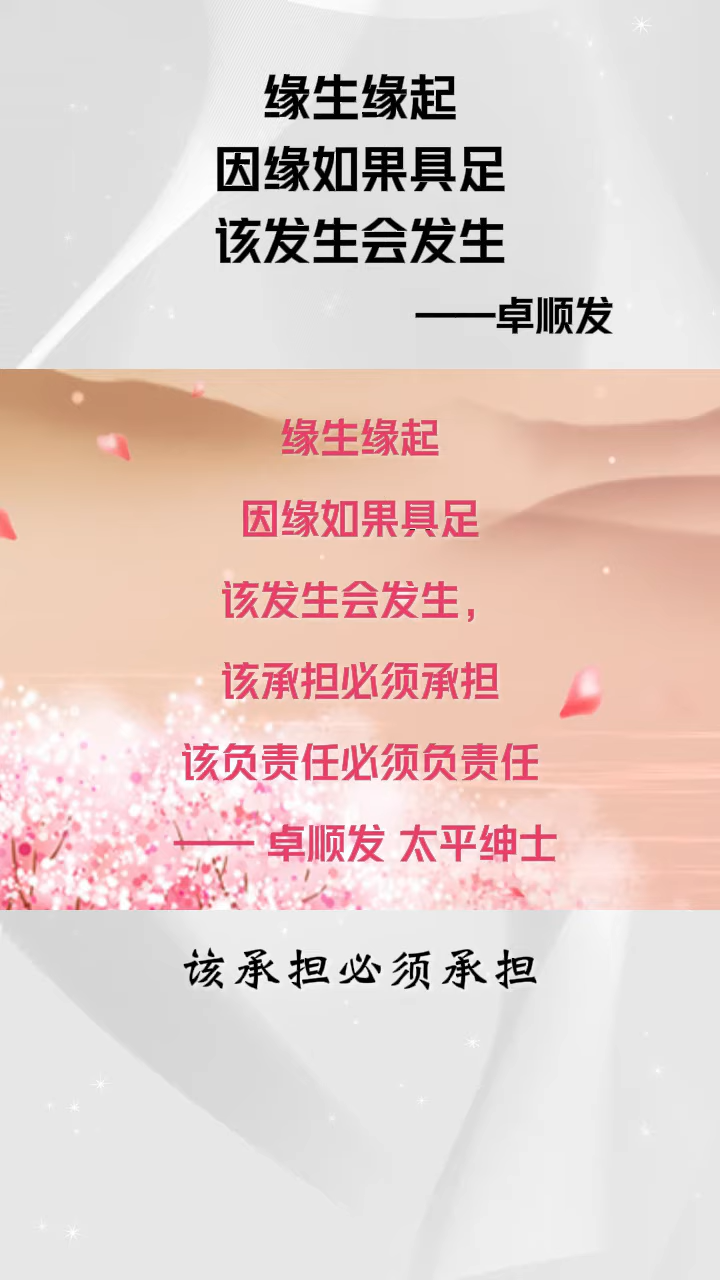 缘生缘起
因缘如果具足
该发生会发生
——卓顺发
缘生缘起
因缘如果具足
该发生会发生，
该承担必须承担
该负责任必须负责任
—— 卓顺发 太平绅士
该承担必须承担